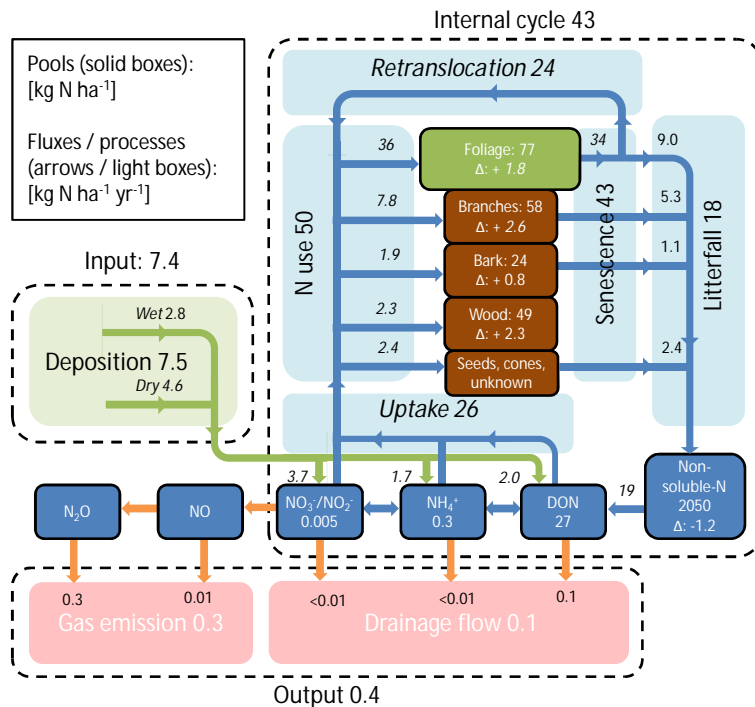 Internal cycle 43
Pools (solid boxes):
[kg N ha⁻¹]
Fluxes / processes
(arrows / light boxes):
[kg N ha⁻¹ yr⁻¹]
Retranslocation 24
N use 50
36
7.8
1.9
2.3
2.4
Foliage: 77
Δ: + 1.8
Branches: 58
Δ: + 2.6
Bark: 24
Δ: + 0.8
Wood: 49
Δ: + 2.3
Seeds, cones,
unknown
34
Senescence 43
9.0
5.3
1.1
2.4
Litterfall 18
Input: 7.4
Wet 2.8
Deposition 7.5
Dry 4.6
Uptake 26
3.7
1.7
2.0
19
N₂O
NO
NO₃⁻/NO₂⁻
0.005
NH₄⁺
0.3
DON
27
Non-
soluble-N
2050
Δ: -1.2
0.3
0.01
<0.01
<0.01
0.1
Gas emission 0.3
Drainage flow 0.1
Output 0.4